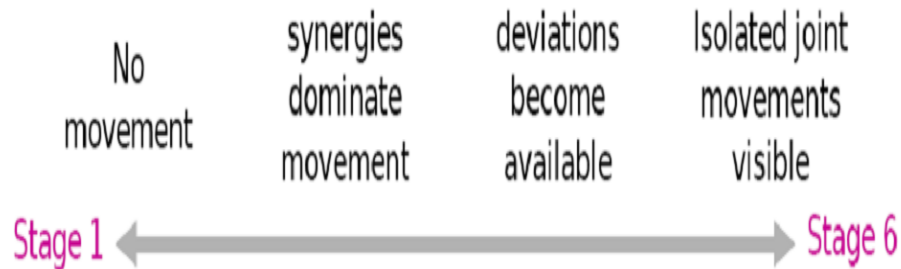 No
movement
synergies
dominate
movement
deviations
become
available
Isolated joint
movements
visible
Stage 1
Stage 6